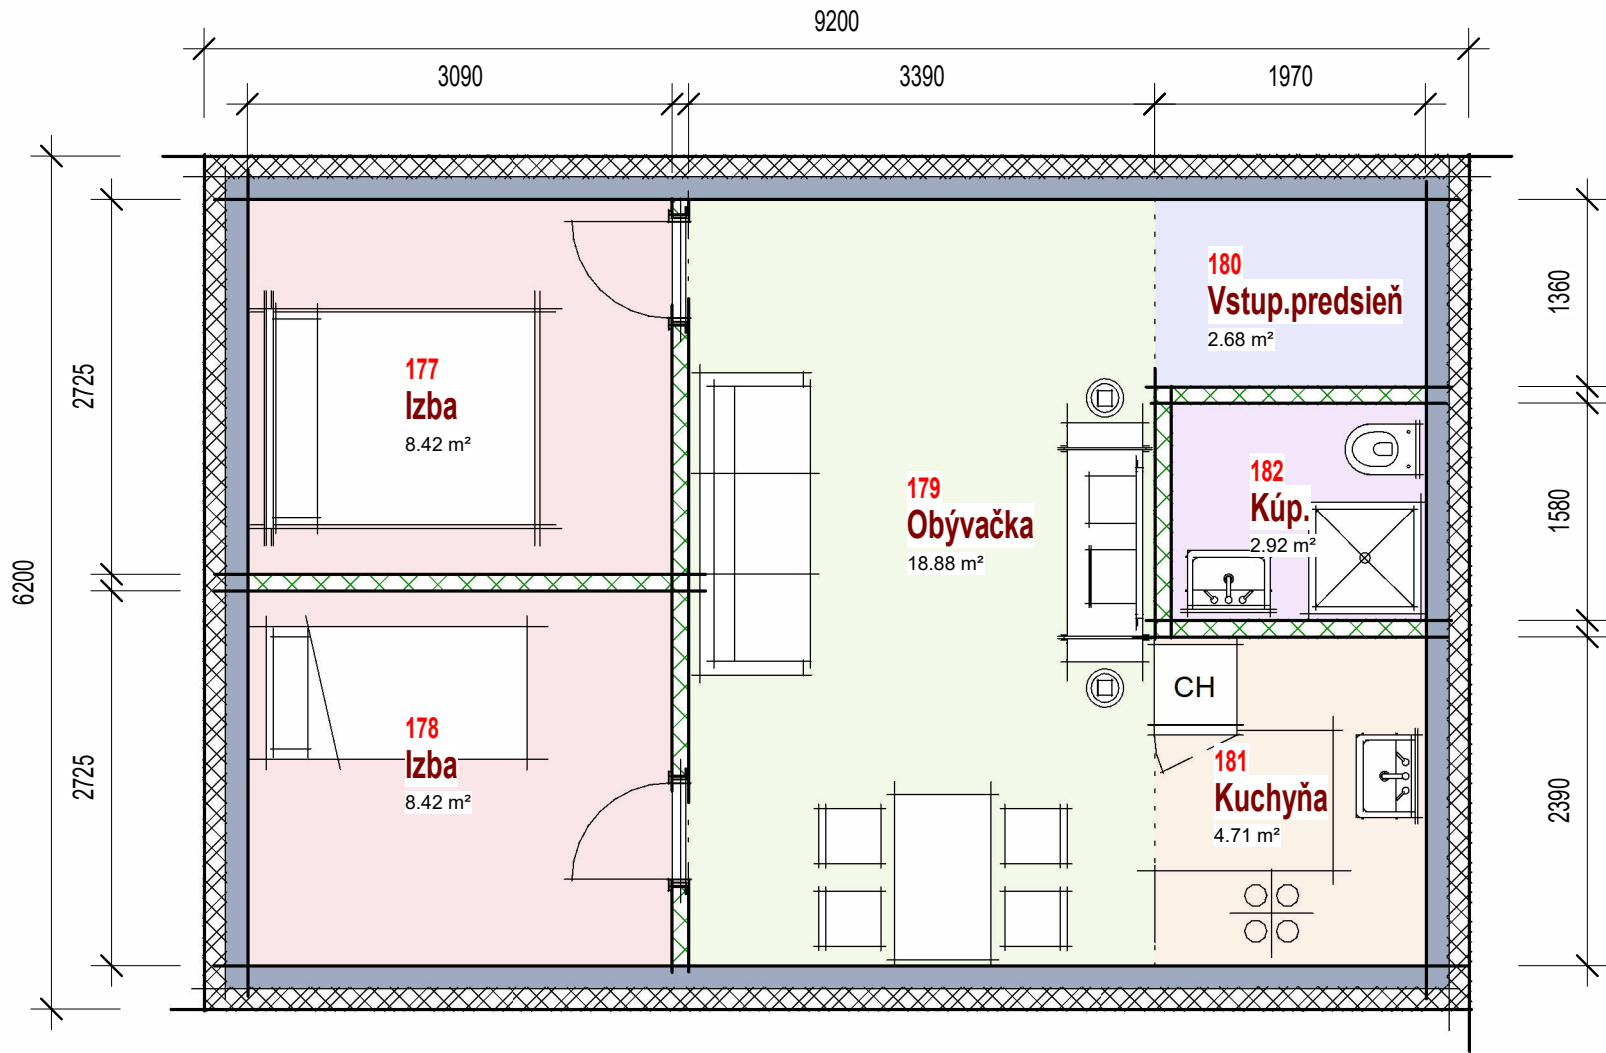 9200
3090
3390
1970
6200
2725
2725
1360
1580
2390
177
Izba
8.42 m²
178
Izba
8.42 m²
179
Obývačka
18.88 m²
180
Vstup.predsieň
2.68 m²
182
Kúp.
2.92 m²
CH
181
Kuchyňa
4.71 m²